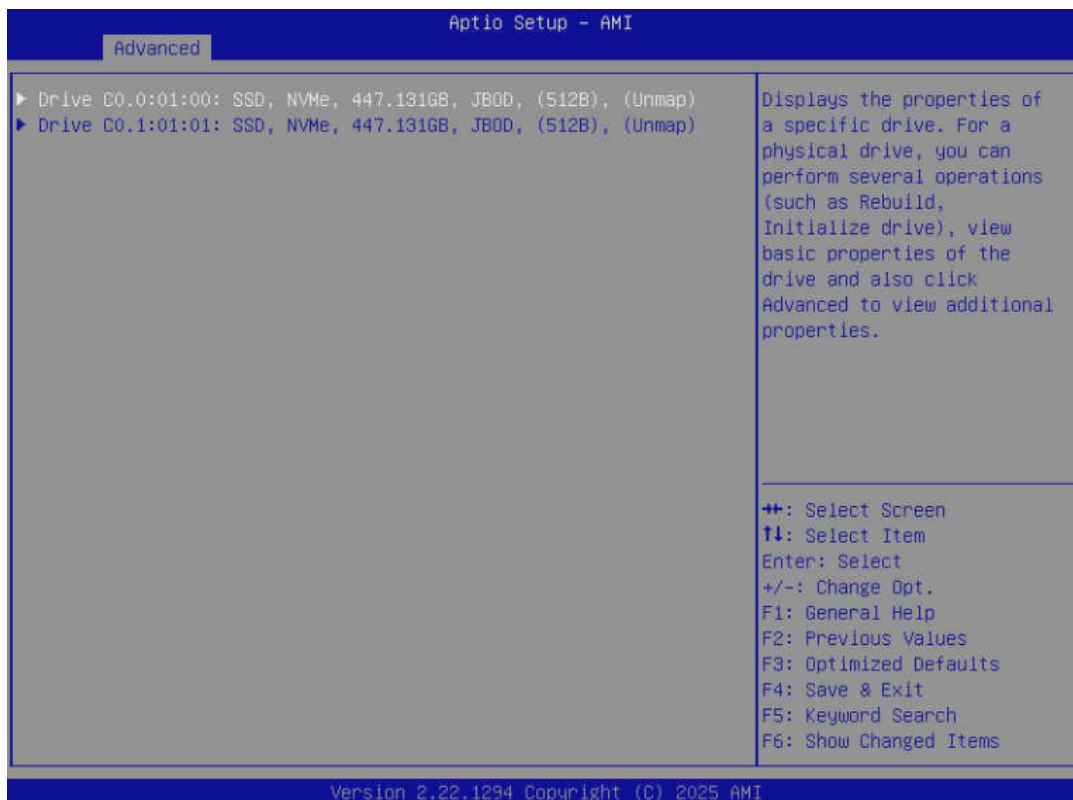 Aptio Setup – AMI
Advanced
▶ Drive C0.0:01:00: SSD, NVMe, 447.131GB, JBOD, (512B), (Unmap)
▶ Drive C0.1:01:01: SSD, NVMe, 447.131GB, JBOD, (512B), (Unmap)
Displays the properties of
a specific drive. For a
physical drive, you can
perform several operations
(such as Rebuild,
Initialize drive), view
basic properties of the
drive and also click
Advanced to view additional
properties.
→←: Select Screen
↑↓: Select Item
Enter: Select
+/-: Change Opt.
F1: General Help
F2: Previous Values
F3: Optimized Defaults
F4: Save & Exit
F5: Keyword Search
F6: Show Changed Items
Version 2.22.1294 Copyright (C) 2025 AMI